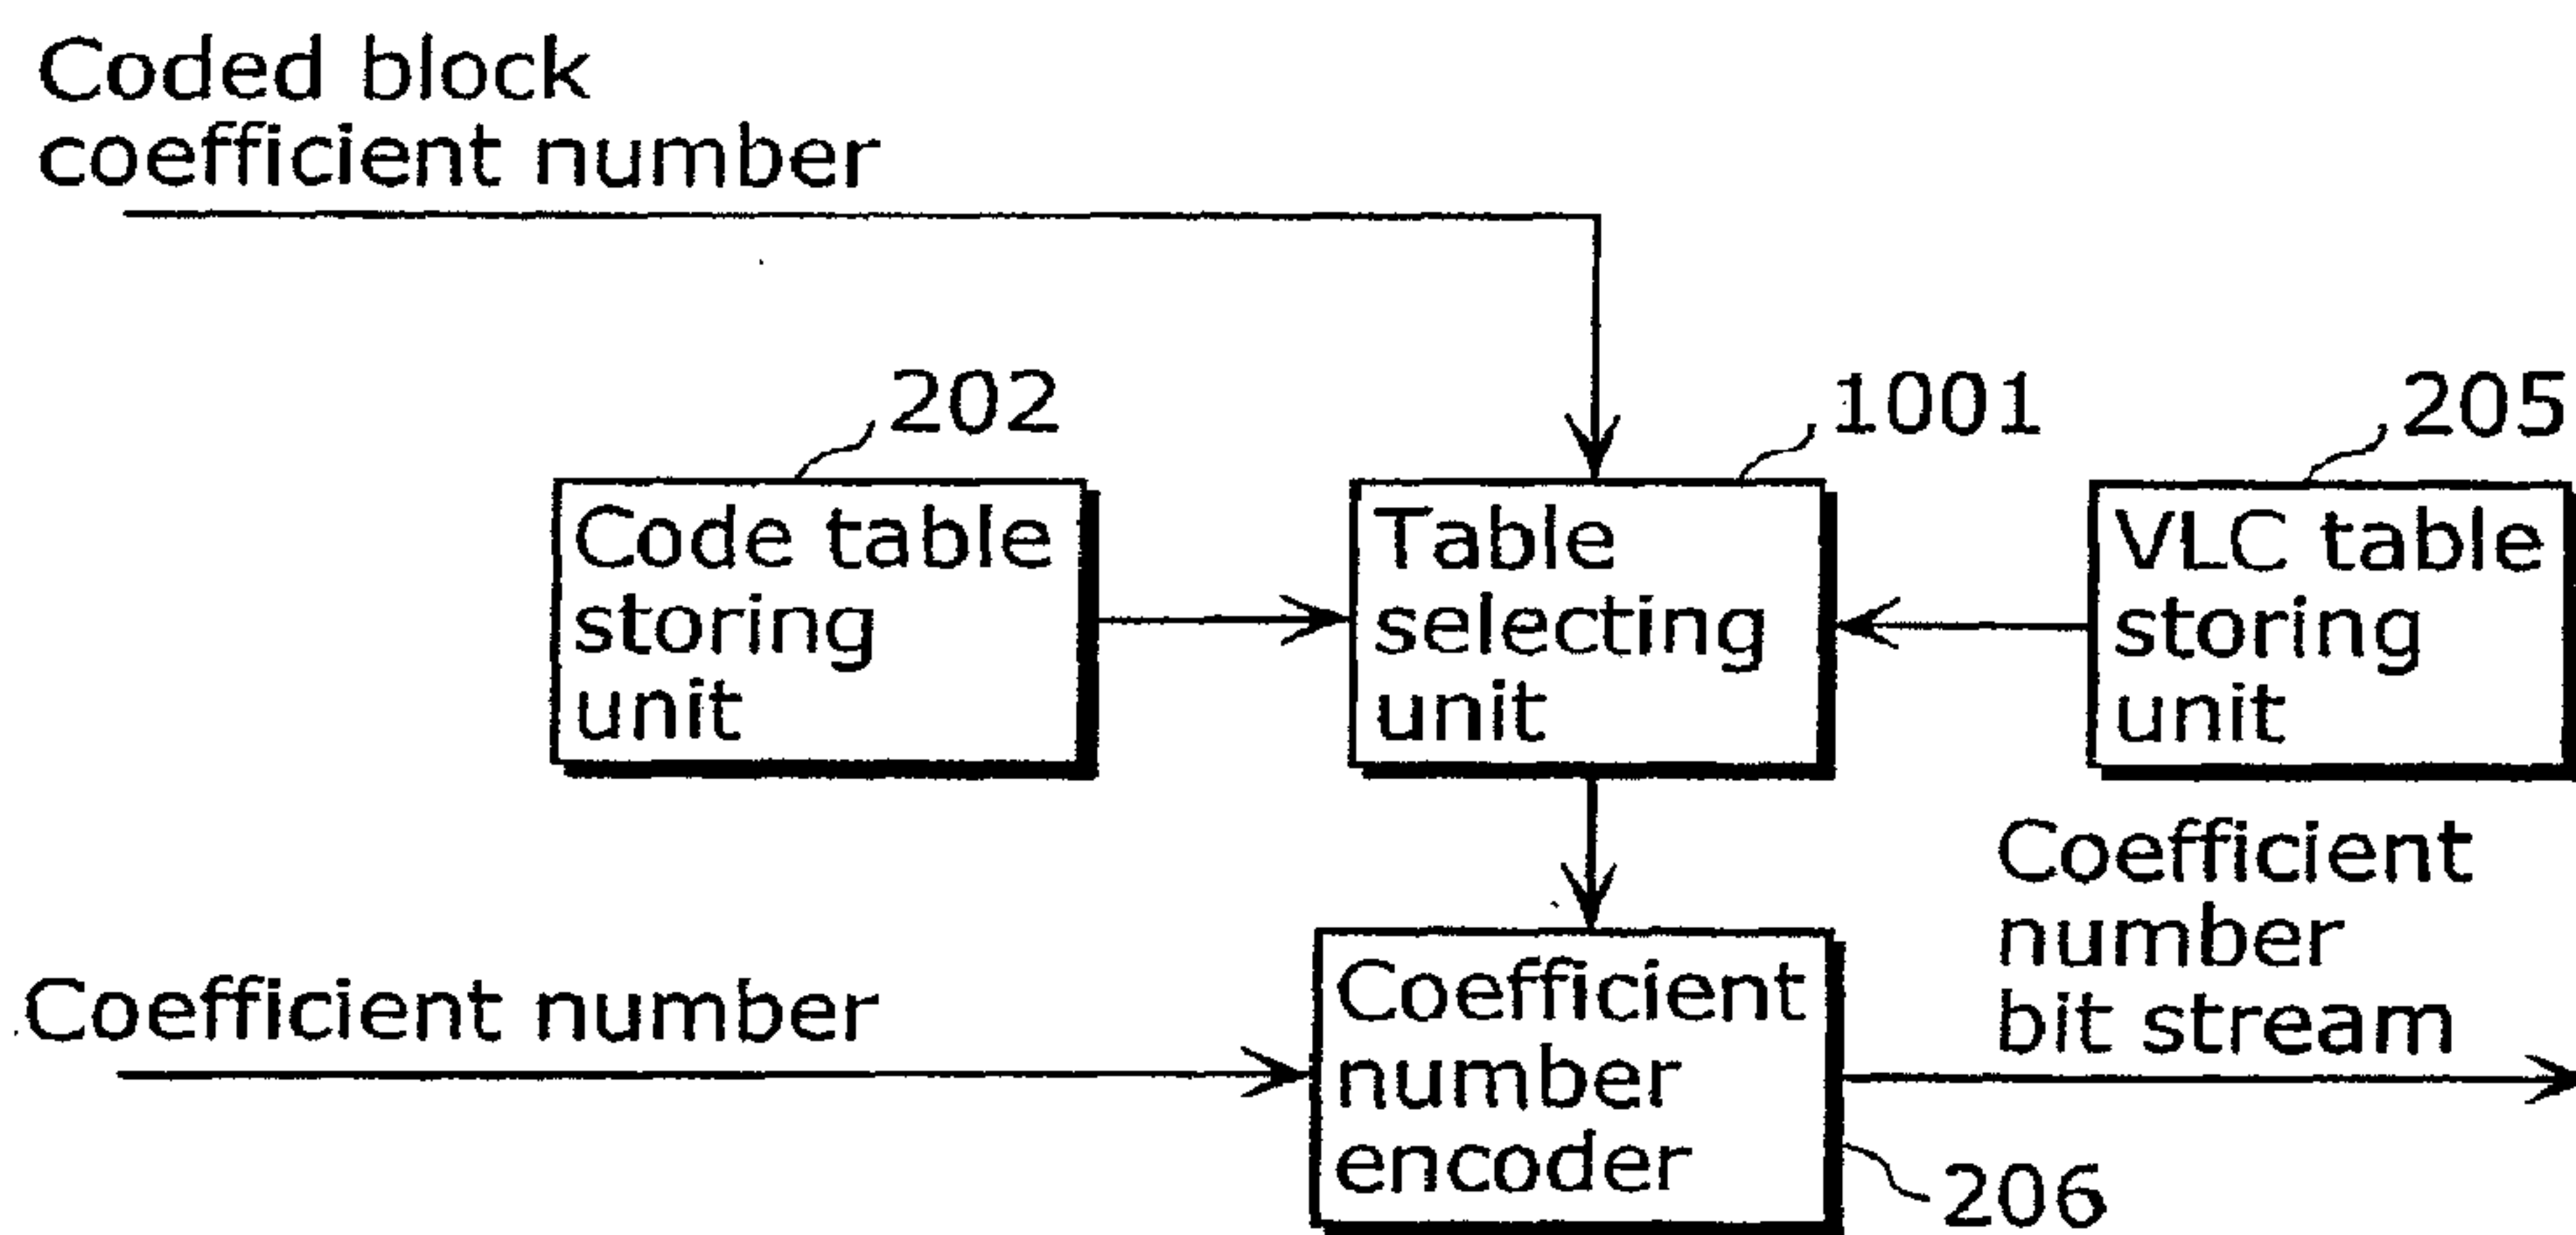 Coded block
coefficient number
202
1001
205
Code table
storing
unit
Table
selecting
unit
VLC table
storing
unit
Coefficient
number
bit stream
Coefficient number
Coefficient
number
encoder
206